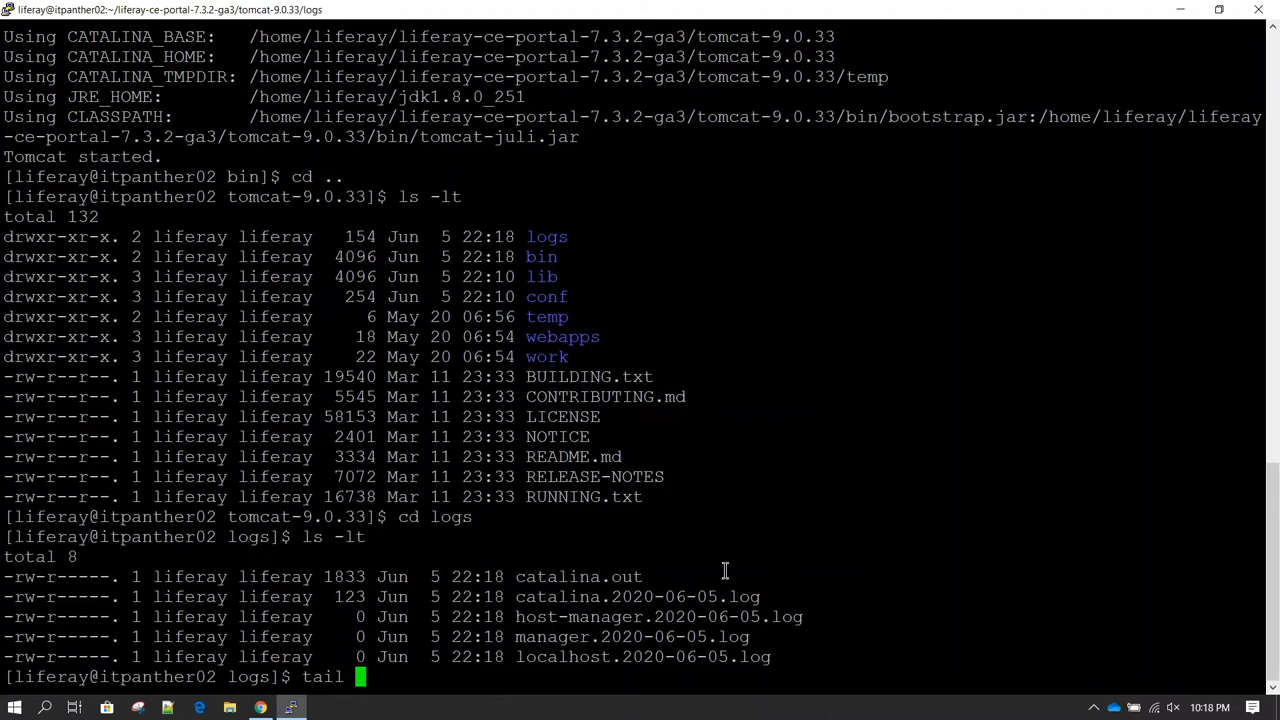 liferay@itpanther02:~/liferay-ce-portal-7.3.2-ga3/tomcat-9.0.33/logs
Using CATALINA_BASE:   /home/liferay/liferay-ce-portal-7.3.2-ga3/tomcat-9.0.33
Using CATALINA_HOME:   /home/liferay/liferay-ce-portal-7.3.2-ga3/tomcat-9.0.33
Using CATALINA_TMPDIR: /home/liferay/liferay-ce-portal-7.3.2-ga3/tomcat-9.0.33/temp
Using JRE_HOME:        /home/liferay/jdk1.8.0_251
Using CLASSPATH:       /home/liferay/liferay-ce-portal-7.3.2-ga3/tomcat-9.0.33/bin/bootstrap.jar:/home/liferay/liferay
-ce-portal-7.3.2-ga3/tomcat-9.0.33/bin/tomcat-juli.jar
Tomcat started.
[liferay@itpanther02 bin]$ cd ..
[liferay@itpanther02 tomcat-9.0.33]$ ls -lt
total 132
drwxr-xr-x. 2 liferay liferay   154 Jun  5 22:18 logs
drwxr-xr-x. 2 liferay liferay  4096 Jun  5 22:18 bin
drwxr-xr-x. 3 liferay liferay  4096 Jun  5 22:10 lib
drwxr-xr-x. 3 liferay liferay   254 Jun  5 22:10 conf
drwxr-xr-x. 2 liferay liferay     6 May 20 06:56 temp
drwxr-xr-x. 3 liferay liferay    18 May 20 06:54 webapps
drwxr-xr-x. 3 liferay liferay    22 May 20 06:54 work
-rw-r--r--. 1 liferay liferay 19540 Mar 11 23:33 BUILDING.txt
-rw-r--r--. 1 liferay liferay  5545 Mar 11 23:33 CONTRIBUTING.md
-rw-r--r--. 1 liferay liferay 58153 Mar 11 23:33 LICENSE
-rw-r--r--. 1 liferay liferay  2401 Mar 11 23:33 NOTICE
-rw-r--r--. 1 liferay liferay  3334 Mar 11 23:33 README.md
-rw-r--r--. 1 liferay liferay  7072 Mar 11 23:33 RELEASE-NOTES
-rw-r--r--. 1 liferay liferay 16738 Mar 11 23:33 RUNNING.txt
[liferay@itpanther02 tomcat-9.0.33]$ cd logs
[liferay@itpanther02 logs]$ ls -lt
total 8
-rw-r-----. 1 liferay liferay 1833 Jun  5 22:18 catalina.out
-rw-r-----. 1 liferay liferay  123 Jun  5 22:18 catalina.2020-06-05.log
-rw-r-----. 1 liferay liferay    0 Jun  5 22:18 host-manager.2020-06-05.log
-rw-r-----. 1 liferay liferay    0 Jun  5 22:18 manager.2020-06-05.log
-rw-r-----. 1 liferay liferay    0 Jun  5 22:18 localhost.2020-06-05.log
[liferay@itpanther02 logs]$ tail
10:18 PM